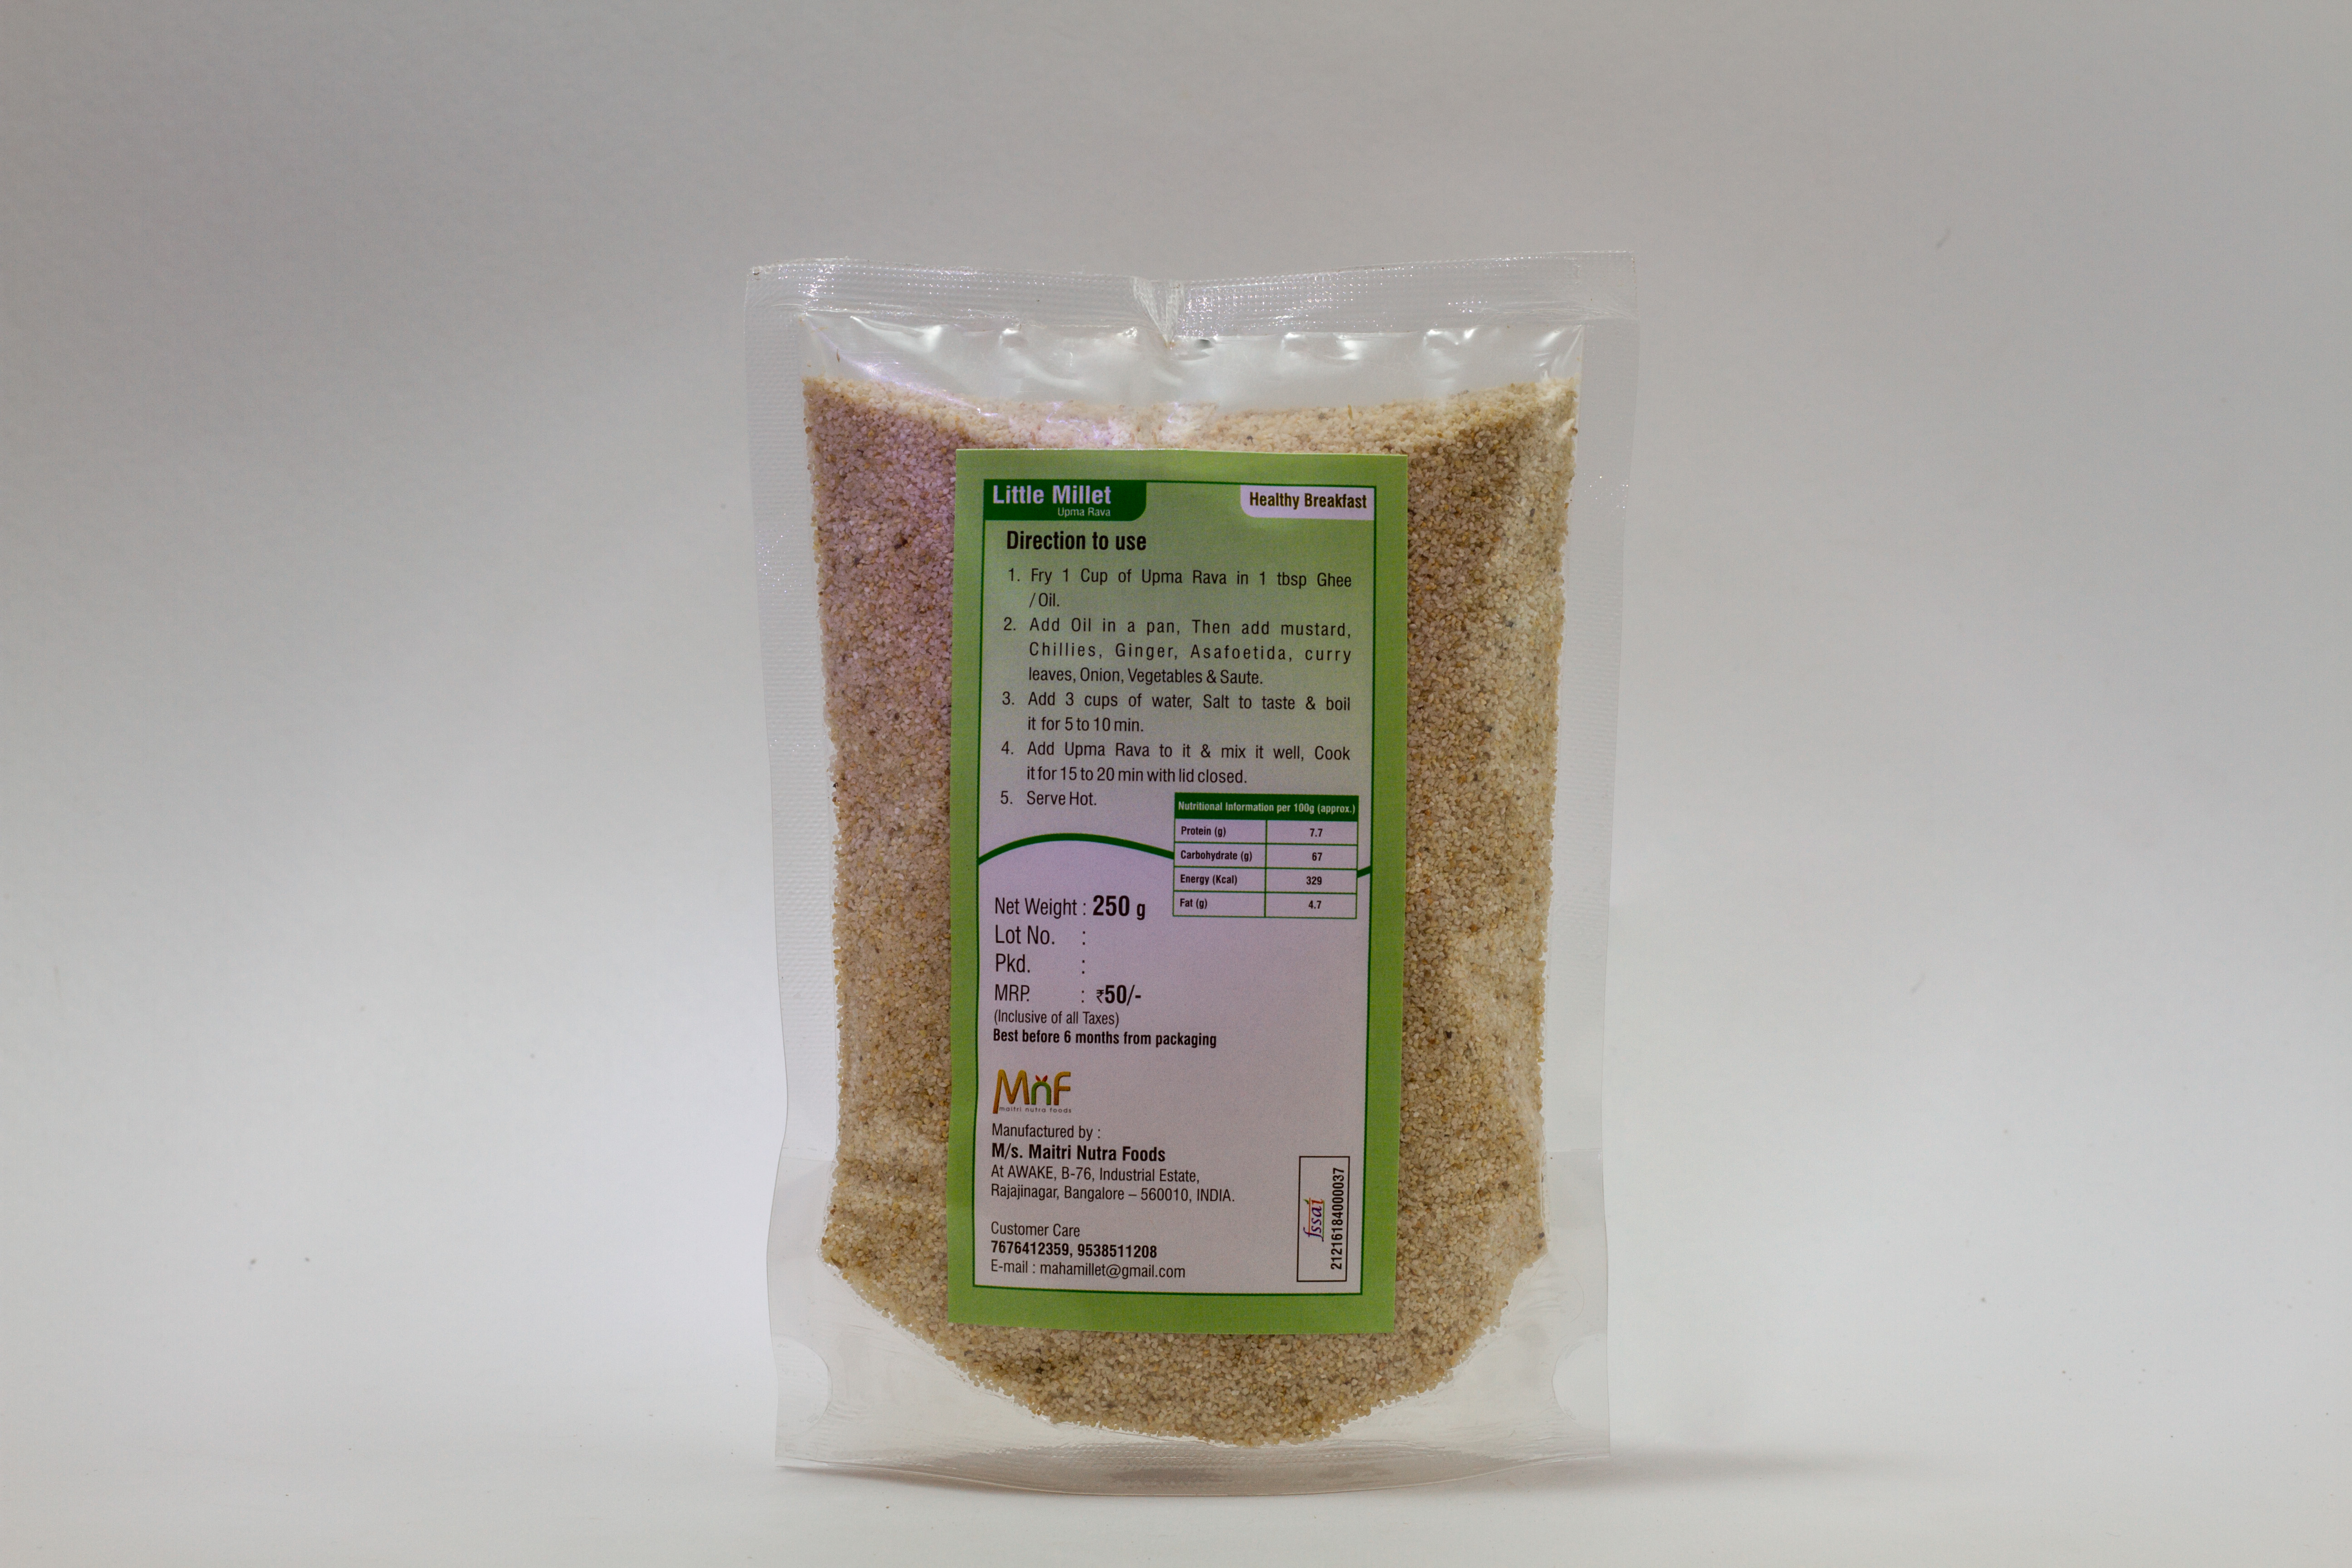 Little Millet
Upma Rava
Healthy Breakfast
Direction to use
1. Fry 1 Cup of Upma Rava in 1 tbsp Ghee
/ Oil.
2. Add Oil in a pan, Then add mustard,
Chillies, Ginger, Asafoetida, curry
leaves, Onion, Vegetables & Saute.
3. Add 3 cups of water, Salt to taste & boil
it for 5 to 10 min.
4. Add Upma Rava to it & mix it well, Cook
it for 15 to 20 min with lid closed.
5. Serve Hot.
Nutritional Information per 100g (approx.)
Protein (g) 7.7
Carbohydrate (g) 67
Energy (Kcal) 329
Fat (g) 4.7
Net Weight : 250 g
Lot No. :
Pkd. :
MRP. : ₹50/-
(Inclusive of all Taxes)
Best before 6 months from packaging
MnF
maitri nutra foods
Manufactured by :
M/s. Maitri Nutra Foods
At AWAKE, B-76, Industrial Estate,
Rajajinagar, Bangalore – 560010, INDIA.
Customer Care
7676412359, 9538511208
E-mail : mahamillet@gmail.com
fssai
21216184000037